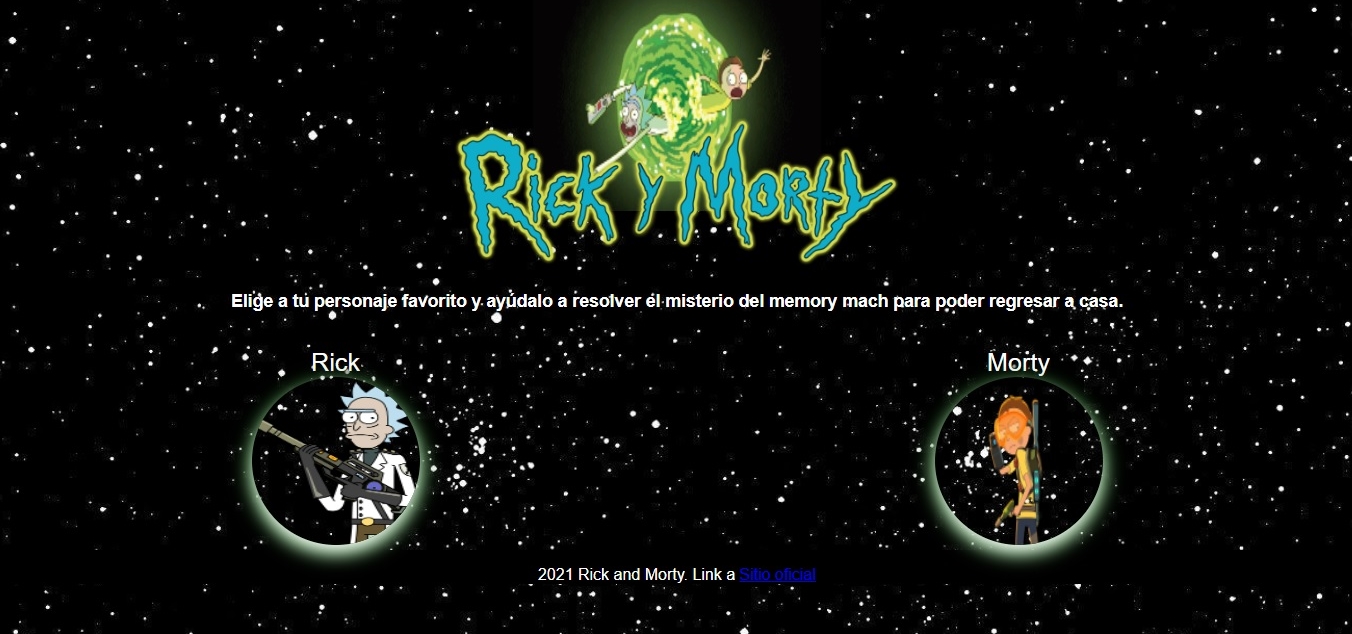 Rick y Morty
Elige a tu personaje favorito y ayúdalo a resolver el misterio del memory mach para poder regresar a casa.
Rick
Morty
2021 Rick and Morty. Link a Sitio oficial